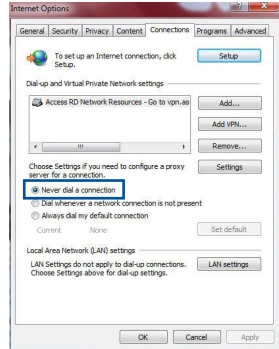 Internet Options
General Security Privacy Content Connections Programs Advanced
To set up an Internet connection, click Setup.
Setup
Dial-up and Virtual Private Network settings
Access RD Network Resources - Go to vpn.as
Add...
Add VPN...
Remove...
Choose Settings if you need to configure a proxy
server for a connection.
Settings
Never dial a connection
Dial whenever a network connection is not present
Always dial my default connection
Current None
Set default
Local Area Network (LAN) settings
LAN Settings do not apply to dial-up connections.
Choose Settings above for dial-up settings.
LAN settings
OK Cancel Apply